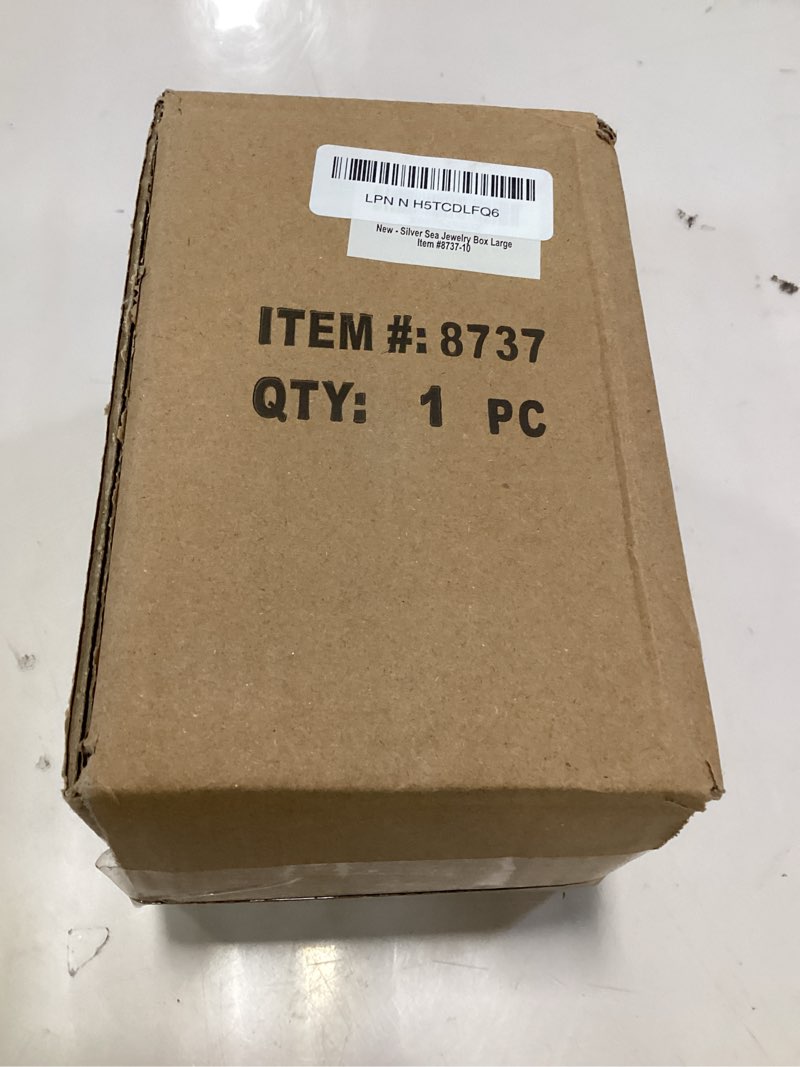 LPN N H5TCDLFQ6
New - Silver Sea Jewelry Box Large
Item #8737-10
ITEM #: 8737
QTY: 1 PC